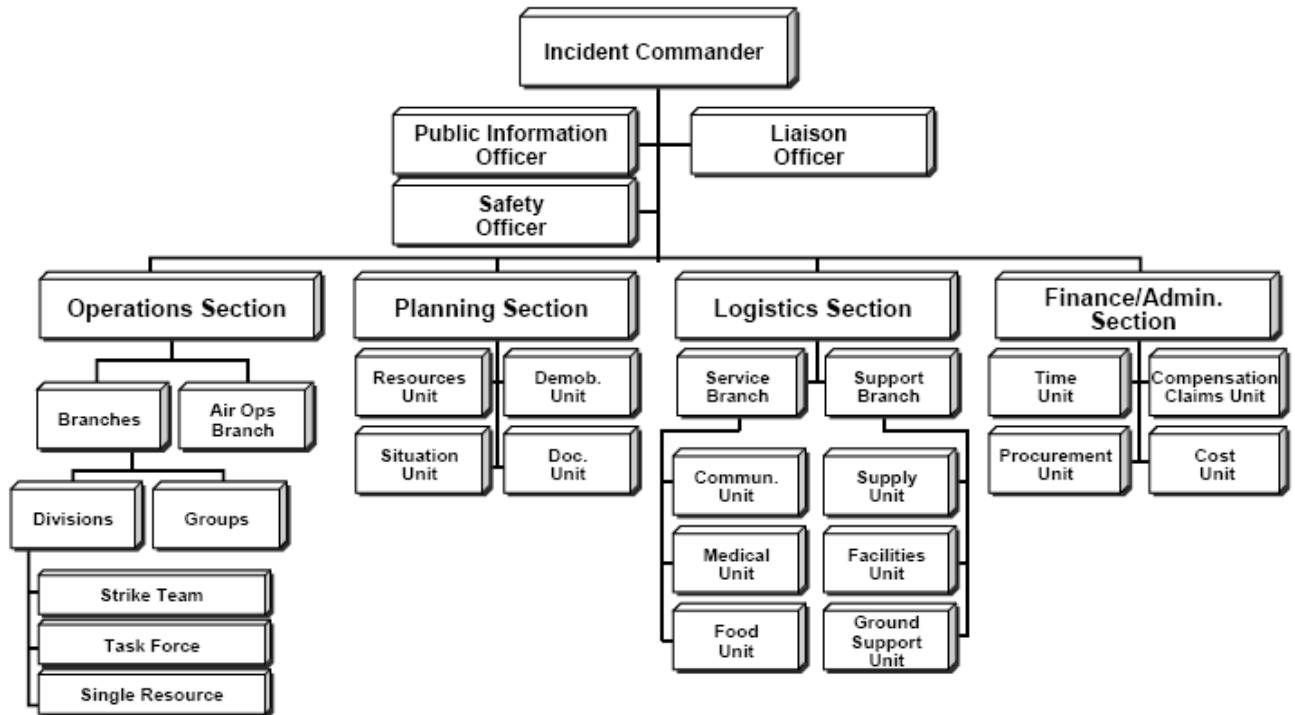 Incident Commander
Public Information
Officer
Liaison
Officer
Safety
Officer
Operations Section
Planning Section
Logistics Section
Finance/Admin.
Section
Branches
Air Ops
Branch
Divisions
Groups
Strike Team
Task Force
Single Resource
Resources
Unit
Demob.
Unit
Situation
Unit
Doc.
Unit
Service
Branch
Support
Branch
Commun.
Unit
Supply
Unit
Medical
Unit
Facilities
Unit
Food
Unit
Ground
Support
Unit
Time
Unit
Compensation
Claims Unit
Procurement
Unit
Cost
Unit